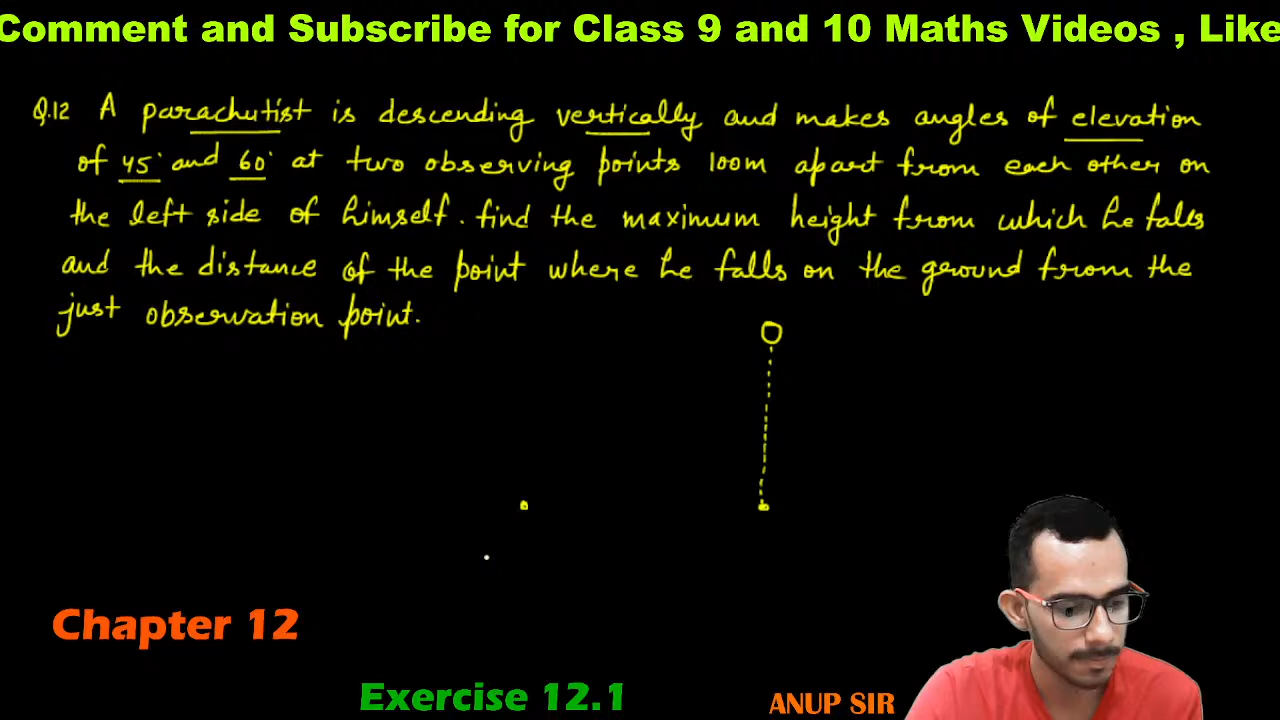 Comment and Subscribe for Class 9 and 10 Maths Videos , Like
Q.12 A parachutist is descending vertically and makes angles of elevation
of 45° and 60° at two observing points 100m apart from each other on
the left side of himself. find the maximum height from which he falls
and the distance of the point where he falls on the ground from the
just observation point.
Chapter 12
Exercise 12.1
ANUP SIR